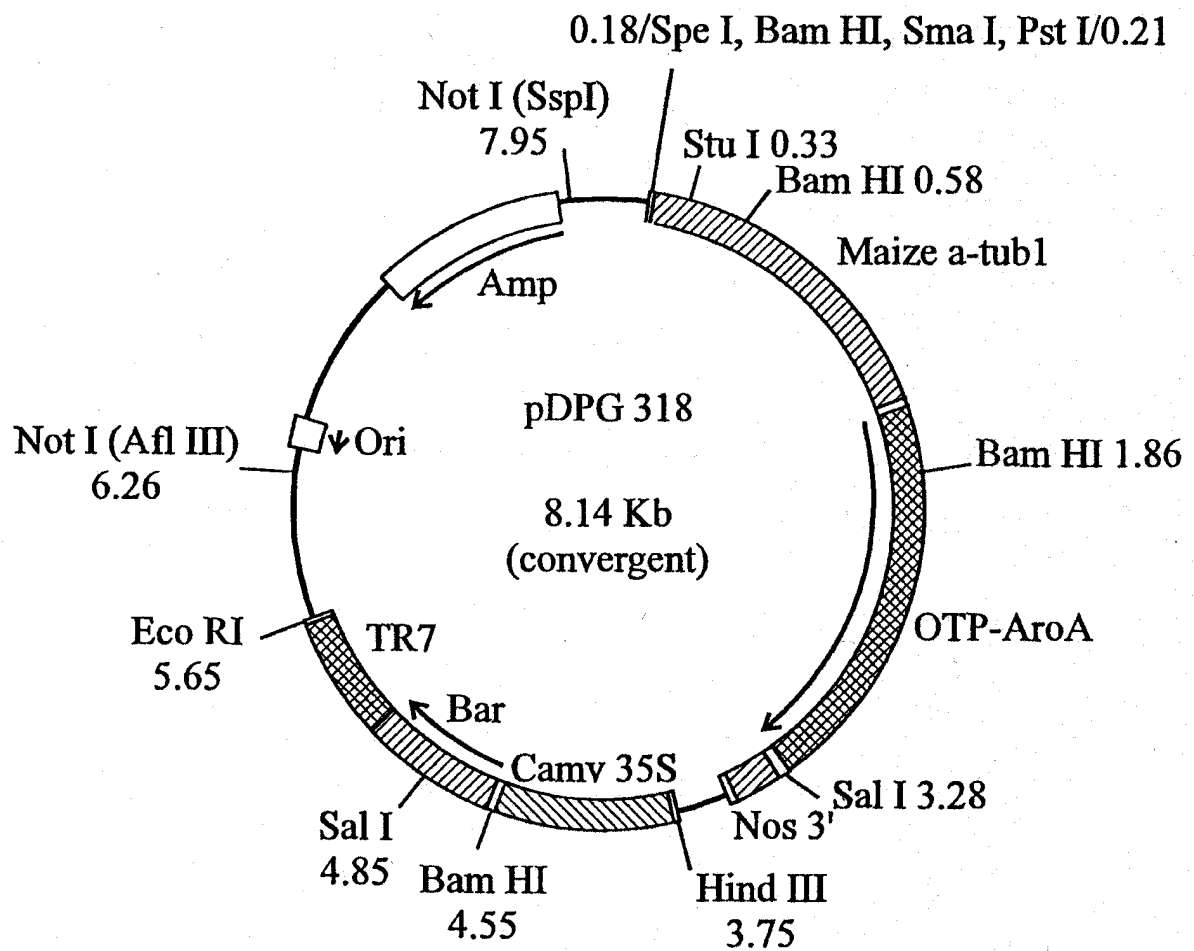 0.18/Spe I, Bam HI, Sma I, Pst I/0.21
Not I (SspI)
7.95
Stu I 0.33
Bam HI 0.58
Maize a-tub1
Amp
pDPG 318
Not I (Afl III)
6.26
Ori
Bam HI 1.86
8.14 Kb
(convergent)
Eco RI
5.65
TR7
OTP-AroA
Bar
Camv 35S
Sal I 3.28
Nos 3'
Sal I
4.85
Bam HI
4.55
Hind III
3.75